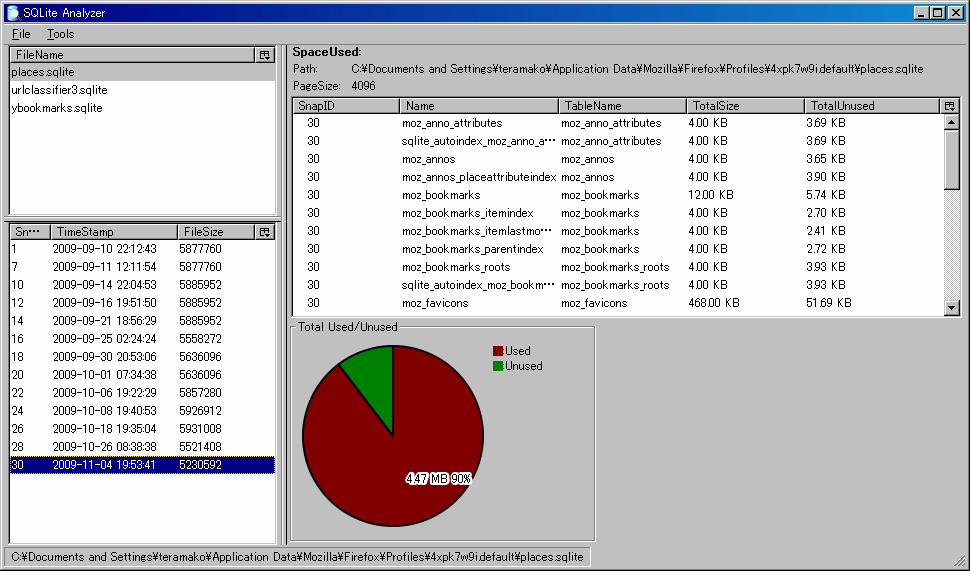 SQLite Analyzer
File Tools
FileName
places.sqlite
urlclassifier3.sqlite
ybookmarks.sqlite
Sn… TimeStamp FileSize
1 2009-09-10 22:12:43 5877760
7 2009-09-11 12:11:54 5877760
10 2009-09-14 22:04:53 5885952
12 2009-09-16 19:51:50 5885952
14 2009-09-21 18:56:29 5885952
16 2009-09-25 02:24:24 5558272
18 2009-09-30 20:53:06 5636096
20 2009-10-01 07:34:38 5636096
22 2009-10-06 19:22:29 5857280
24 2009-10-08 19:40:53 5926912
26 2009-10-18 19:35:04 5931008
28 2009-10-26 08:38:38 5521408
30 2009-11-04 19:53:41 5230592
SpaceUsed:
Path: C:¥Documents and Settings¥teramako¥Application Data¥Mozilla¥Firefox¥Profiles¥4xpk7w9i.default¥places.sqlite
PageSize: 4096
SnapID Name TableName TotalSize TotalUnused
30 moz_anno_attributes moz_anno_attributes 4.00 KB 3.69 KB
30 sqlite_autoindex_moz_anno_a… moz_anno_attributes 4.00 KB 3.69 KB
30 moz_annos moz_annos 4.00 KB 3.65 KB
30 moz_annos_placeattributeindex moz_annos 4.00 KB 3.90 KB
30 moz_bookmarks moz_bookmarks 12.00 KB 5.74 KB
30 moz_bookmarks_itemindex moz_bookmarks 4.00 KB 2.70 KB
30 moz_bookmarks_itemlastmo… moz_bookmarks 4.00 KB 2.41 KB
30 moz_bookmarks_parentindex moz_bookmarks 4.00 KB 2.72 KB
30 moz_bookmarks_roots moz_bookmarks_roots 4.00 KB 3.93 KB
30 sqlite_autoindex_moz_bookm… moz_bookmarks_roots 4.00 KB 3.93 KB
30 moz_favicons moz_favicons 468.00 KB 51.69 KB
Total Used/Unused
:Used
:Unused
4.47 MB 90%
C:¥Documents and Settings¥teramako¥Application Data¥Mozilla¥Firefox¥Profiles¥4xpk7w9i.default¥places.sqlite